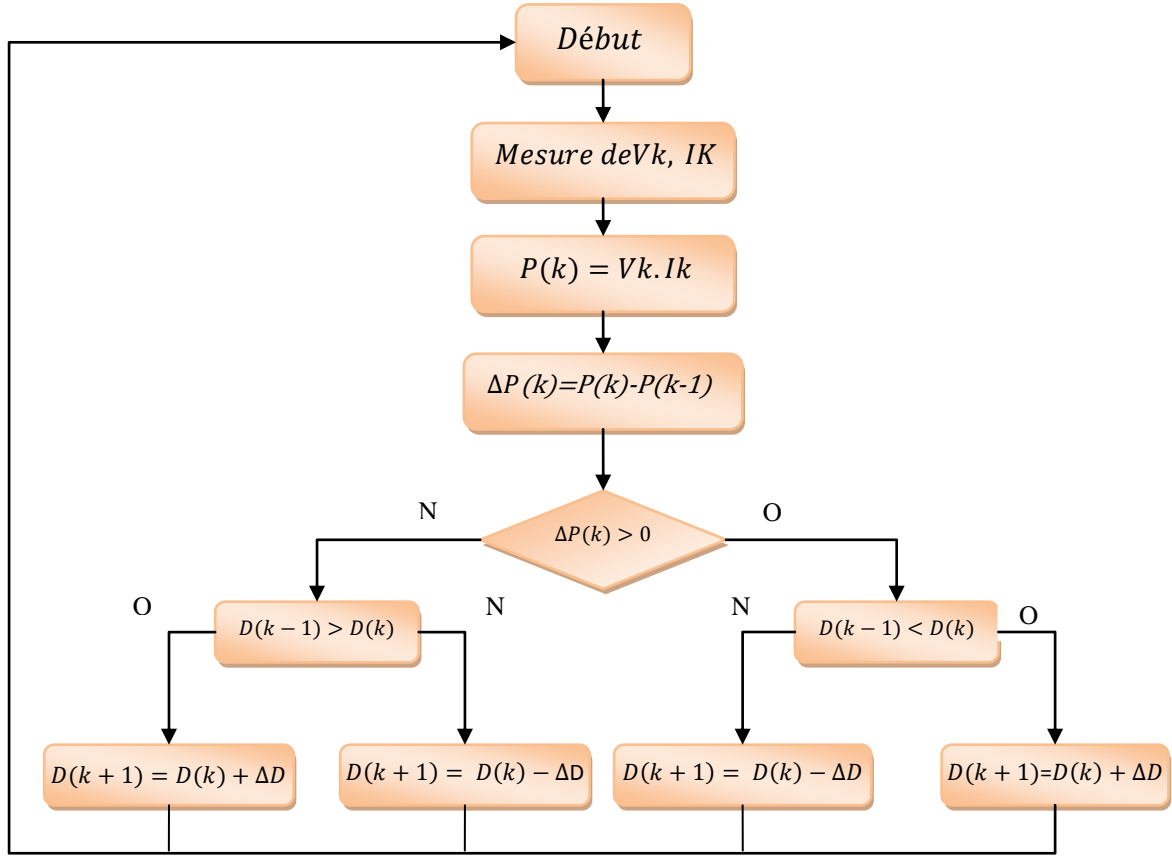 Début
Mesure deVk, IK
P(k) = Vk.Ik
ΔP(k)=P(k)-P(k-1)
N
O
ΔP(k) > 0
O
N
N
O
D(k − 1) > D(k)
D(k − 1) < D(k)
D(k + 1) = D(k) + ΔD
D(k + 1) = D(k) − ΔD
D(k + 1) = D(k) − ΔD
D(k + 1)=D(k) + ΔD